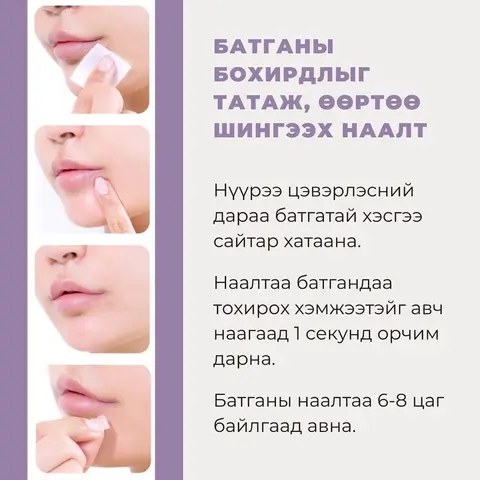 БАТГАНЫ
БОХИРДЛЫГ
ТАТАЖ, ӨӨРТӨӨ
ШИНГЭЭХ НААЛТ
Нүүрээ цэвэрлэсний
дараа батгатай хэсгээ
сайтар хатаана.
Наалтаа батгандаа
тохирох хэмжээтэйг авч
наагаад 1 секунд орчим
дарна.
Батганы наалтаа 6-8 цаг
байлгаад авна.